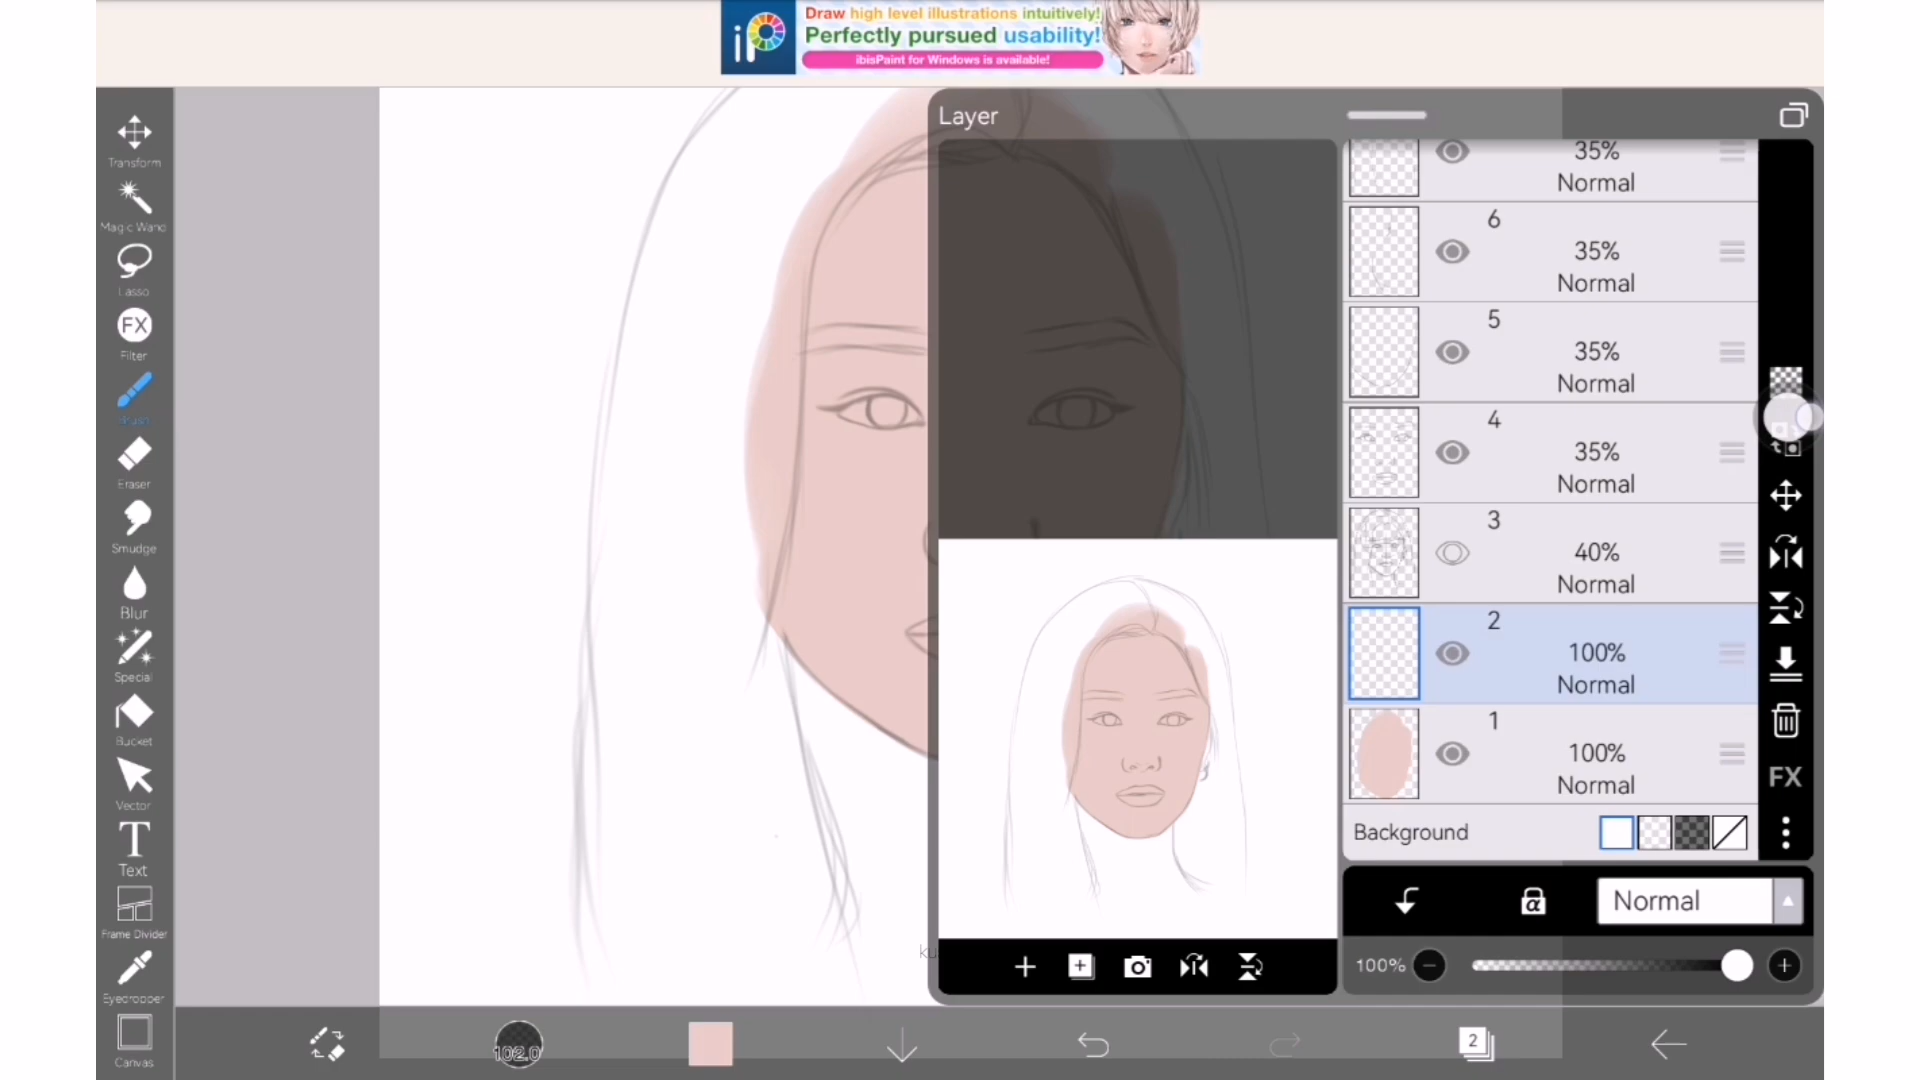 iP
Draw high level illustrations intuitively!
Perfectly pursued usability!
ibisPaint for Windows is available!
Layer
Transform
Magic Wand
Lasso
FX
Filter
Brush
Eraser
Smudge
Blur
Special
Bucket
Vector
T
Text
Frame Divider
Eyedropper
Canvas
35%
Normal
6
35%
Normal
5
35%
Normal
4
35%
Normal
3
40%
Normal
2
100%
Normal
1
100%
Normal
Background
FX
α
Normal
100%
102.0
2